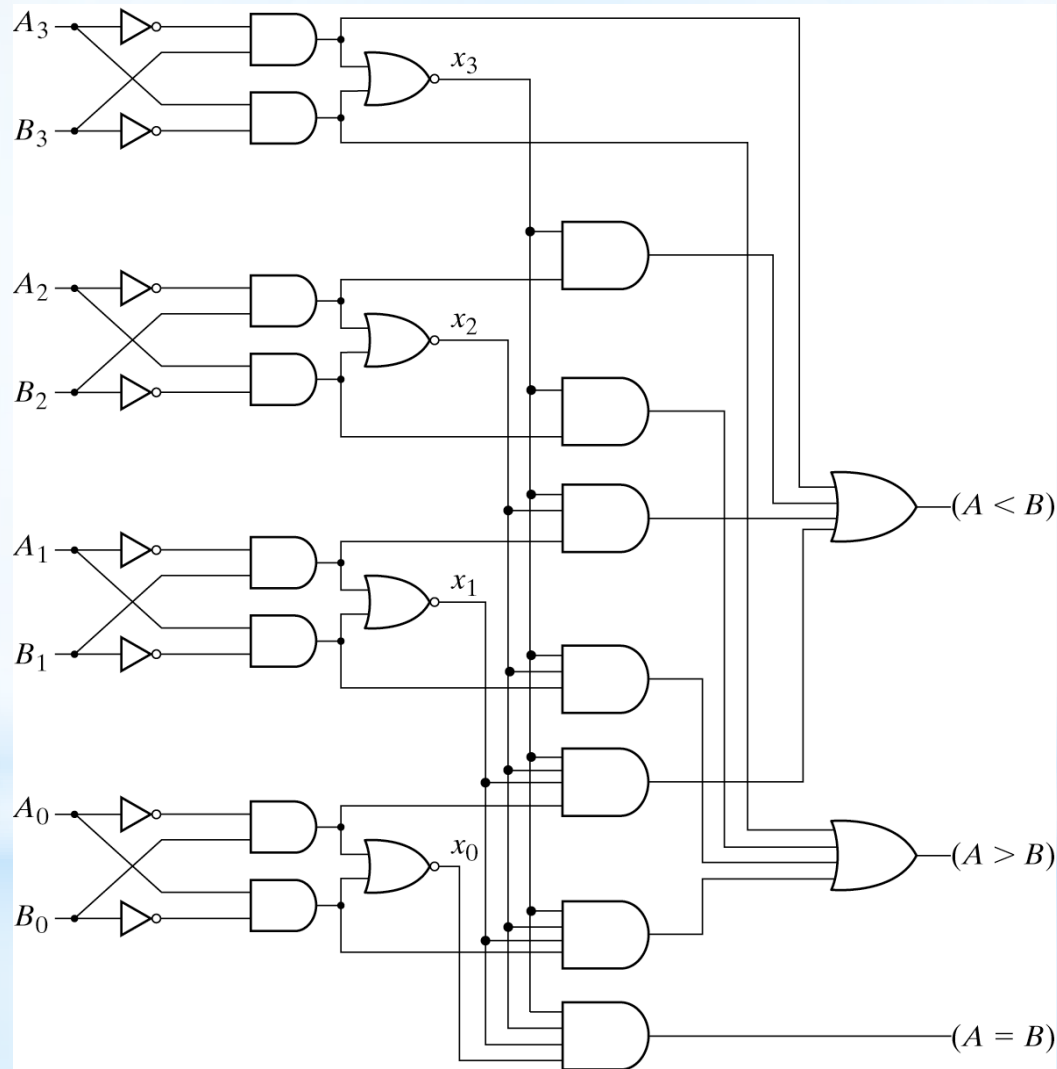 A₃
x₃
B₃
A₂
x₂
B₂
(A < B)
A₁
x₁
B₁
A₀
x₀
(A > B)
B₀
(A = B)